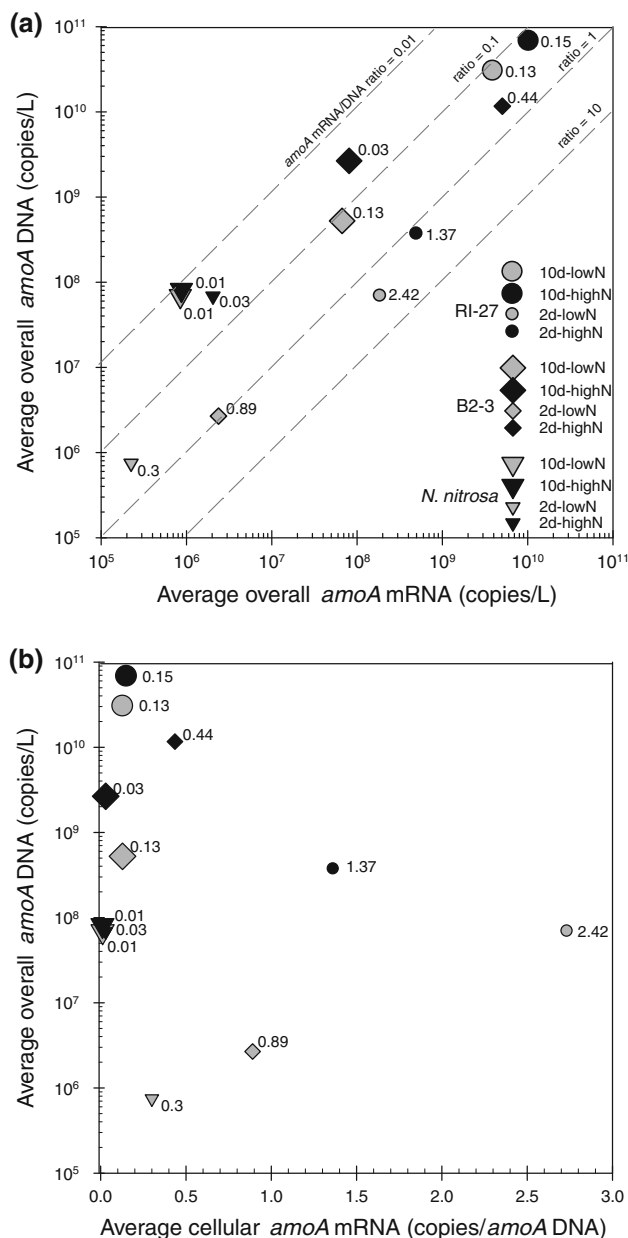 (a)
10¹¹
10¹⁰
10⁹
10⁸
10⁷
10⁶
10⁵
Average overall amoA DNA (copies/L)
amoA mRNA/DNA ratio = 0.01
ratio = 0.1
ratio = 1
ratio = 10
0.15
0.13
0.44
0.03
0.13
1.37
2.42
0.01
0.01
0.03
0.89
0.3
RI-27
10d-lowN
10d-highN
2d-lowN
2d-highN
B2-3
10d-lowN
10d-highN
2d-lowN
2d-highN
N. nitrosa
10d-lowN
10d-highN
2d-lowN
2d-highN
10⁵ 10⁶ 10⁷ 10⁸ 10⁹ 10¹⁰ 10¹¹
Average overall amoA mRNA (copies/L)
(b)
10¹¹
10¹⁰
10⁹
10⁸
10⁷
10⁶
10⁵
Average overall amoA DNA (copies/L)
0.15
0.13
0.44
0.03
0.13
1.37
0.01
0.03
0.01
2.42
0.89
0.3
0.0 0.5 1.0 1.5 2.0 2.5 3.0
Average cellular amoA mRNA (copies/amoA DNA)